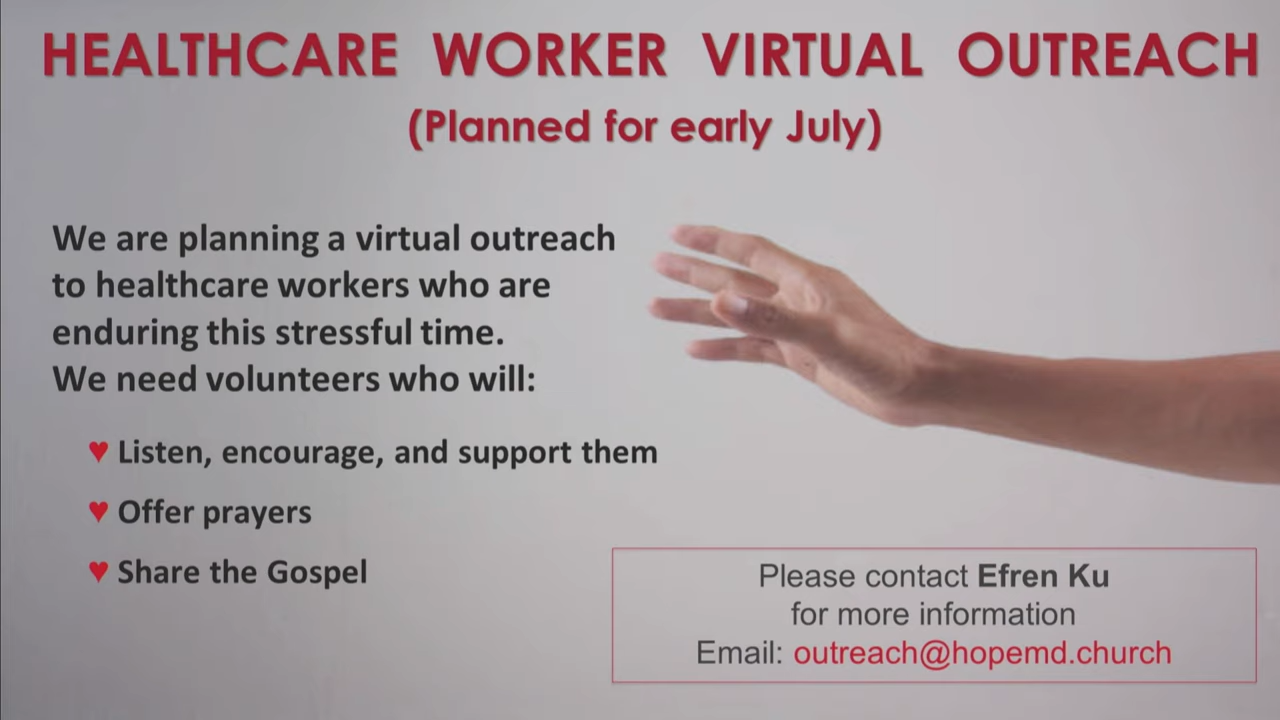 HEALTHCARE WORKER VIRTUAL OUTREACH
(Planned for early July)
We are planning a virtual outreach
to healthcare workers who are
enduring this stressful time.
We need volunteers who will:
♥ Listen, encourage, and support them
♥ Offer prayers
♥ Share the Gospel
Please contact Efren Ku
for more information
Email: outreach@hopemd.church